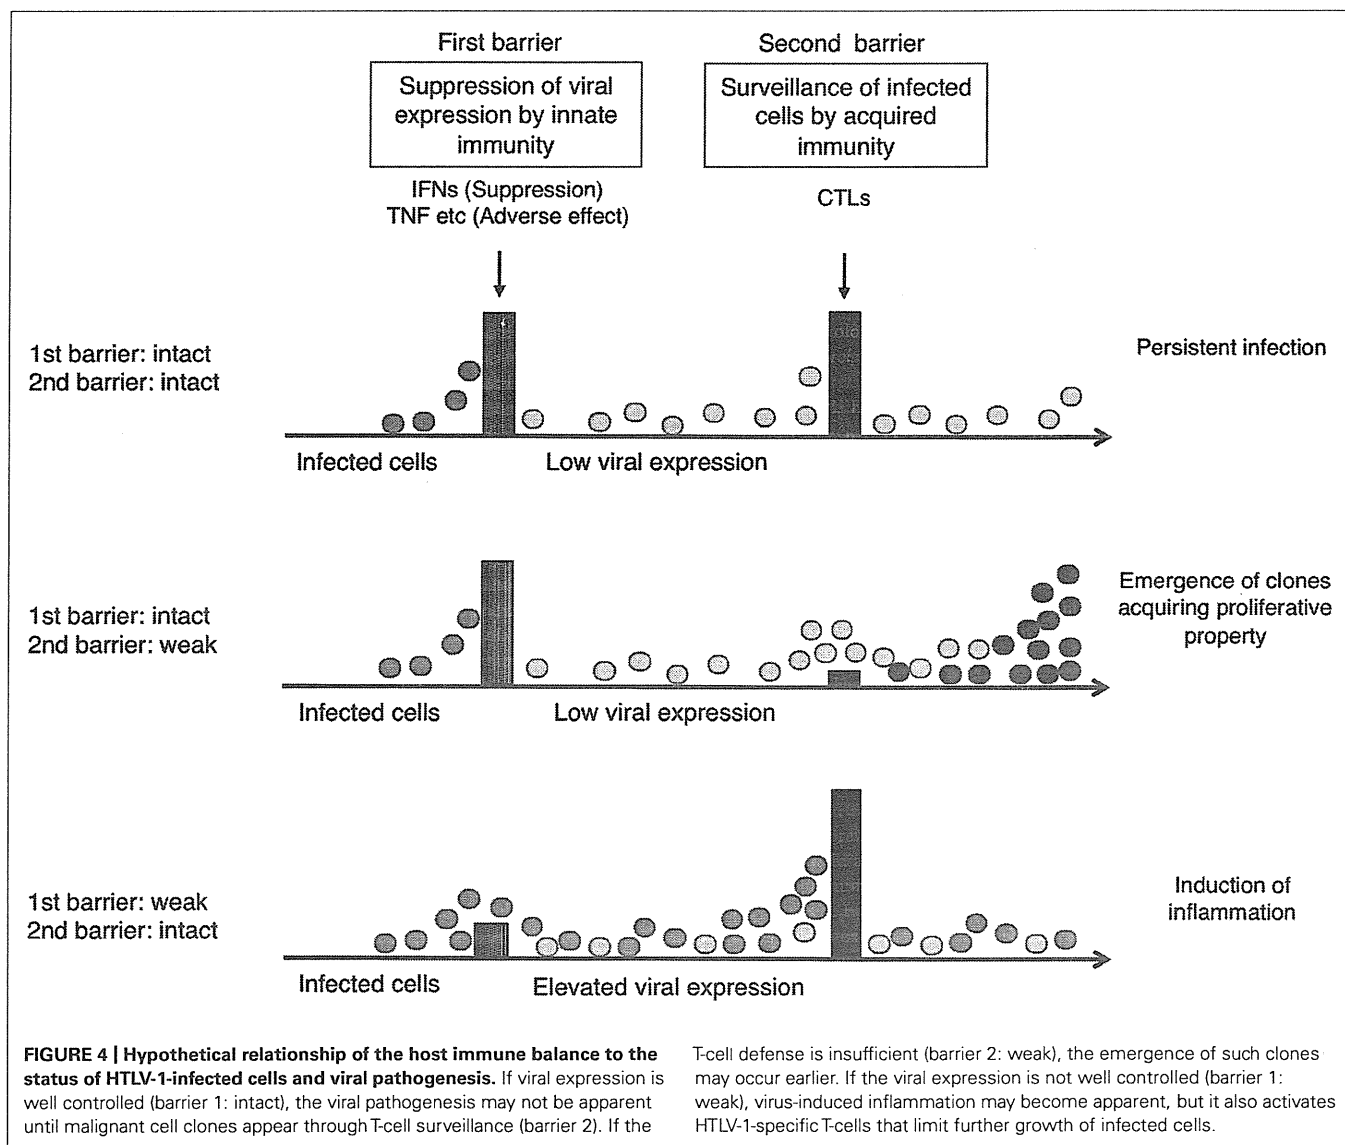 First barrier
Suppression of viral
expression by innate
immunity
IFNs (Suppression)
TNF etc (Adverse effect)
Second barrier
Surveillance of infected
cells by acquired
immunity
CTLs
1st barrier: intact
2nd barrier: intact
Persistent infection
Infected cells
Low viral expression
1st barrier: intact
2nd barrier: weak
Emergence of clones
acquiring proliferative
property
Infected cells
Low viral expression
1st barrier: weak
2nd barrier: intact
Induction of
inflammation
Infected cells
Elevated viral expression
FIGURE 4 | Hypothetical relationship of the host immune balance to the
status of HTLV-1-infected cells and viral pathogenesis. If viral expression is
well controlled (barrier 1: intact), the viral pathogenesis may not be apparent
until malignant cell clones appear through T-cell surveillance (barrier 2). If the
T-cell defense is insufficient (barrier 2: weak), the emergence of such clones
may occur earlier. If the viral expression is not well controlled (barrier 1:
weak), virus-induced inflammation may become apparent, but it also activates
HTLV-1-specific T-cells that limit further growth of infected cells.